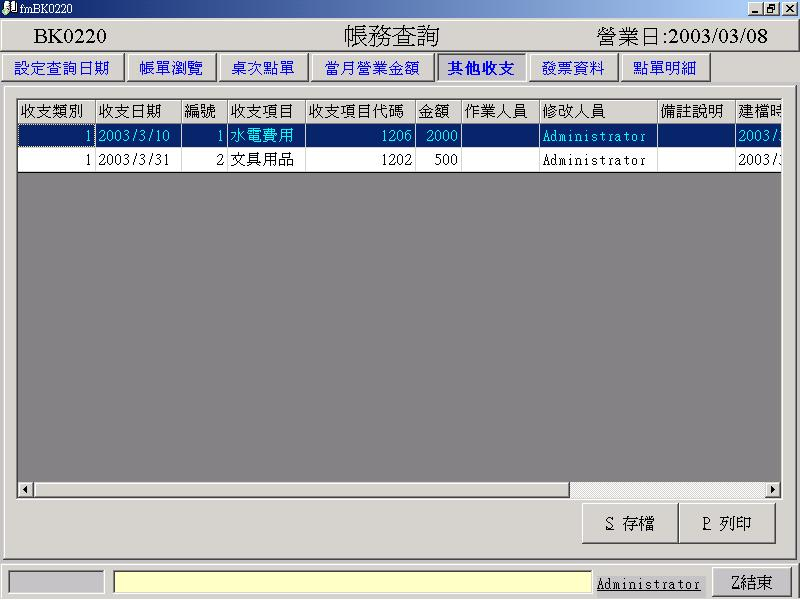 fmBK0220
BK0220 帳務查詢 營業日:2003/03/08
設定查詢日期 帳單瀏覽 桌次點單 當月營業金額 其他收支 發票資料 點單明細
收支類別 收支日期 編號 收支項目 收支項目代碼 金額 作業人員 修改人員 備註說明 建檔時
1 2003/3/10 1 水電費用 1206 2000 Administrator 2003/
1 2003/3/31 2 文具用品 1202 500 Administrator 2003/
S 存檔 P 列印
Administrator Z結束